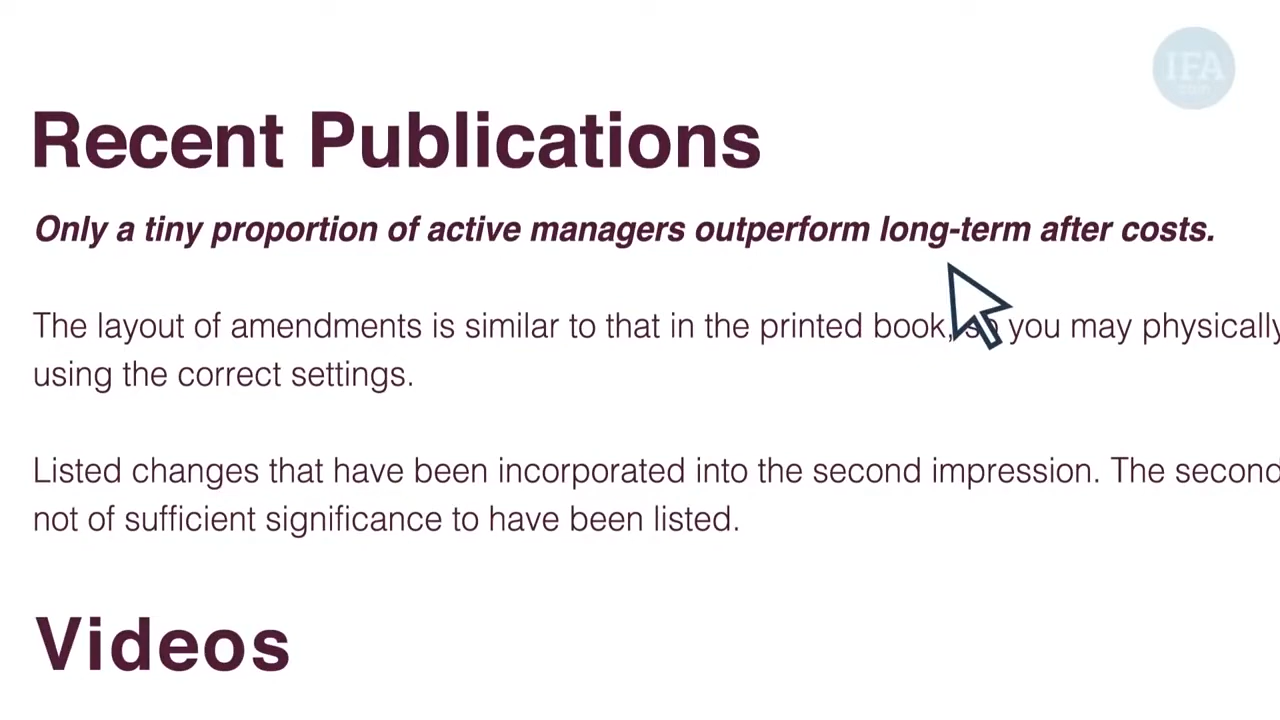 IFA
.com
Recent Publications
Only a tiny proportion of active managers outperform long-term after costs.
The layout of amendments is similar to that in the printed book, so you may physically
using the correct settings.
Listed changes that have been incorporated into the second impression. The second
not of sufficient significance to have been listed.
Videos